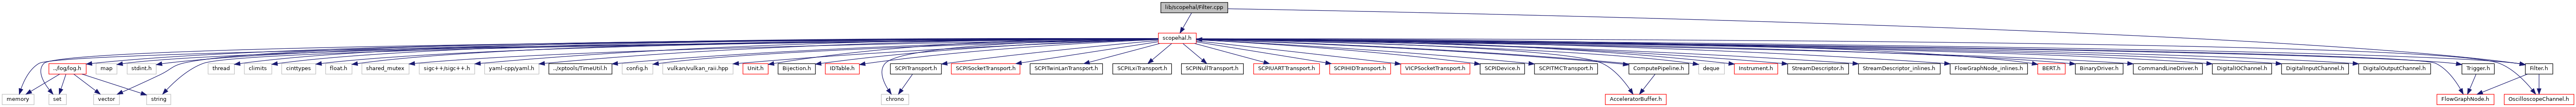 lib/scopehal/Filter.cpp
scopehal.h
../log/log.h
map
stdint.h
thread
climits
cinttypes
float.h
shared_mutex
sigc++/sigc++.h
yaml-cpp/yaml.h
../xptools/TimeUtil.h
config.h
vulkan/vulkan_raii.hpp
Unit.h
Bijection.h
IDTable.h
SCPITransport.h
SCPISocketTransport.h
SCPITwinLanTransport.h
SCPILxiTransport.h
SCPINullTransport.h
SCPIUARTTransport.h
SCPIHIDTransport.h
VICPSocketTransport.h
SCPIDevice.h
SCPITMCTransport.h
ComputePipeline.h
deque
Instrument.h
StreamDescriptor.h
StreamDescriptor_inlines.h
FlowGraphNode_inlines.h
BERT.h
BinaryDriver.h
CommandLineDriver.h
DigitalIOChannel.h
DigitalInputChannel.h
DigitalOutputChannel.h
Trigger.h
Filter.h
memory
set
vector
string
chrono
AcceleratorBuffer.h
FlowGraphNode.h
OscilloscopeChannel.h